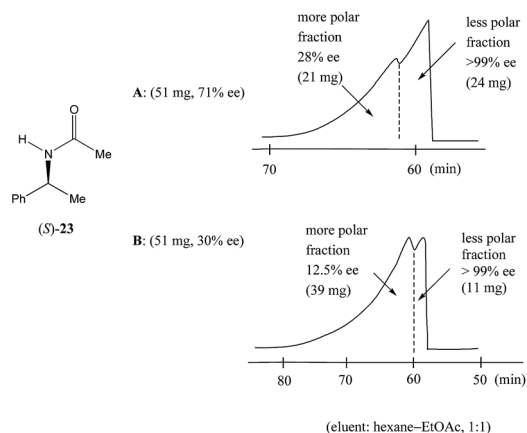 more polar
fraction
28% ee
(21 mg)
less polar
fraction
>99% ee
(24 mg)
A: (51 mg, 71% ee)
70
60 (min)
O
H
N
Me
Ph
Me
(S)-23
B: (51 mg, 30% ee)
more polar
fraction
12.5% ee
(39 mg)
less polar
fraction
> 99% ee
(11 mg)
80
70
60
50 (min)
(eluent: hexane–EtOAc, 1:1)